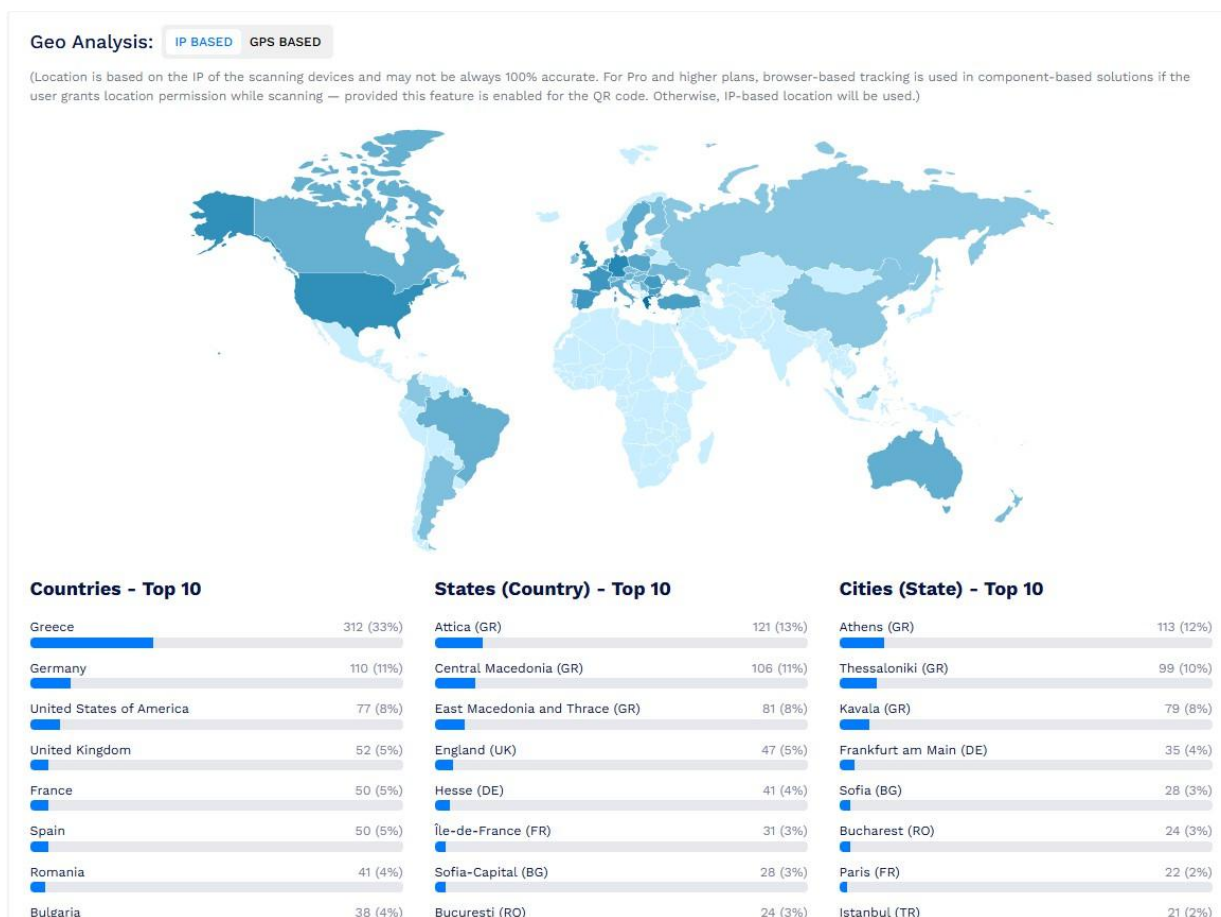 Geo Analysis: IP BASED GPS BASED
(Location is based on the IP of the scanning devices and may not be always 100% accurate. For Pro and higher plans, browser-based tracking is used in component-based solutions if the
user grants location permission while scanning — provided this feature is enabled for the QR code. Otherwise, IP-based location will be used.)
Countries - Top 10
Greece 312 (33%)
Germany 110 (11%)
United States of America 77 (8%)
United Kingdom 52 (5%)
France 50 (5%)
Spain 50 (5%)
Romania 41 (4%)
Bulgaria 38 (4%)
States (Country) - Top 10
Attica (GR) 121 (13%)
Central Macedonia (GR) 106 (11%)
East Macedonia and Thrace (GR) 81 (8%)
England (UK) 47 (5%)
Hesse (DE) 41 (4%)
Île-de-France (FR) 31 (3%)
Sofia-Capital (BG) 28 (3%)
Bucuresti (RO) 24 (3%)
Cities (State) - Top 10
Athens (GR) 113 (12%)
Thessaloniki (GR) 99 (10%)
Kavala (GR) 79 (8%)
Frankfurt am Main (DE) 35 (4%)
Sofia (BG) 28 (3%)
Bucharest (RO) 24 (3%)
Paris (FR) 22 (2%)
Istanbul (TR) 21 (2%)